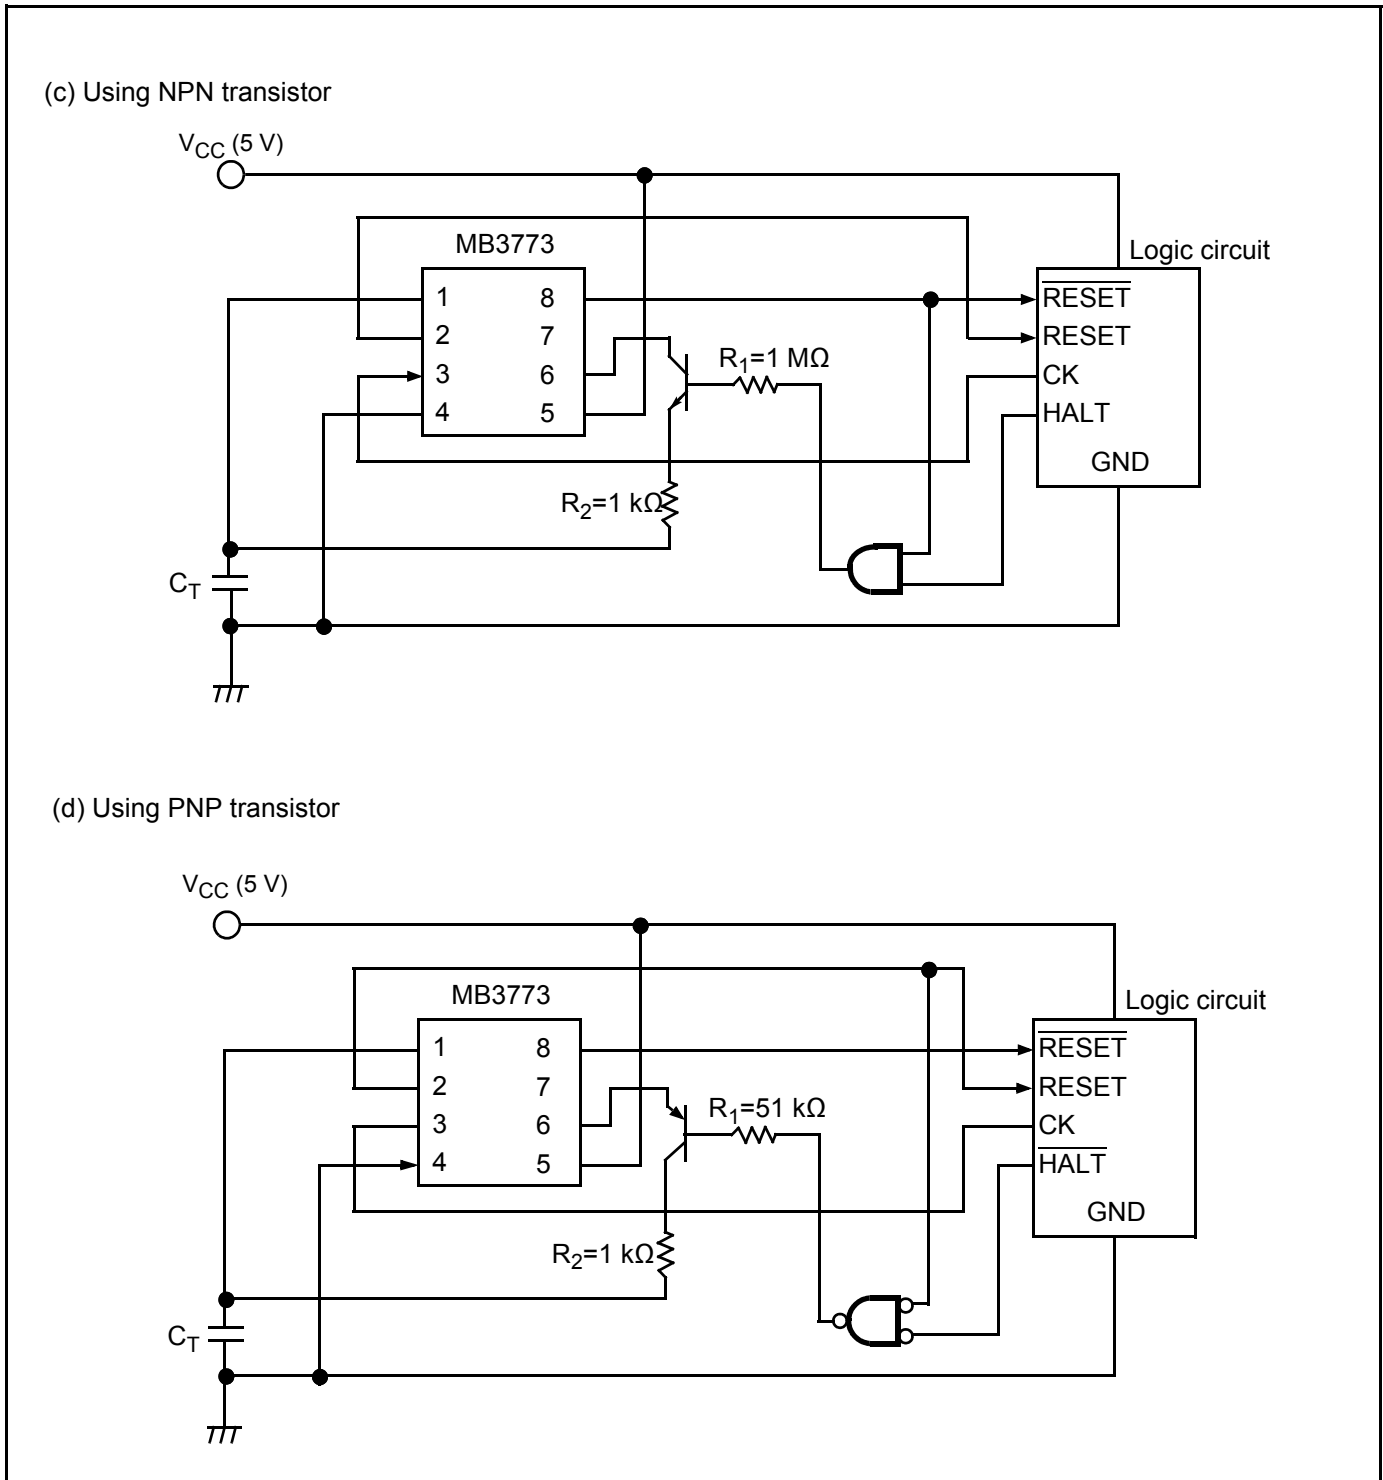 (c) Using NPN transistor
VCC (5 V)
MB3773
Logic circuit
1 8
2 7
3 6
4 5
RESET
RESET
CK
HALT
GND
R1=1 MΩ
R2=1 kΩ
CT
(d) Using PNP transistor
VCC (5 V)
MB3773
Logic circuit
1 8
2 7
3 6
4 5
RESET
RESET
CK
HALT
GND
R1=51 kΩ
R2=1 kΩ
CT